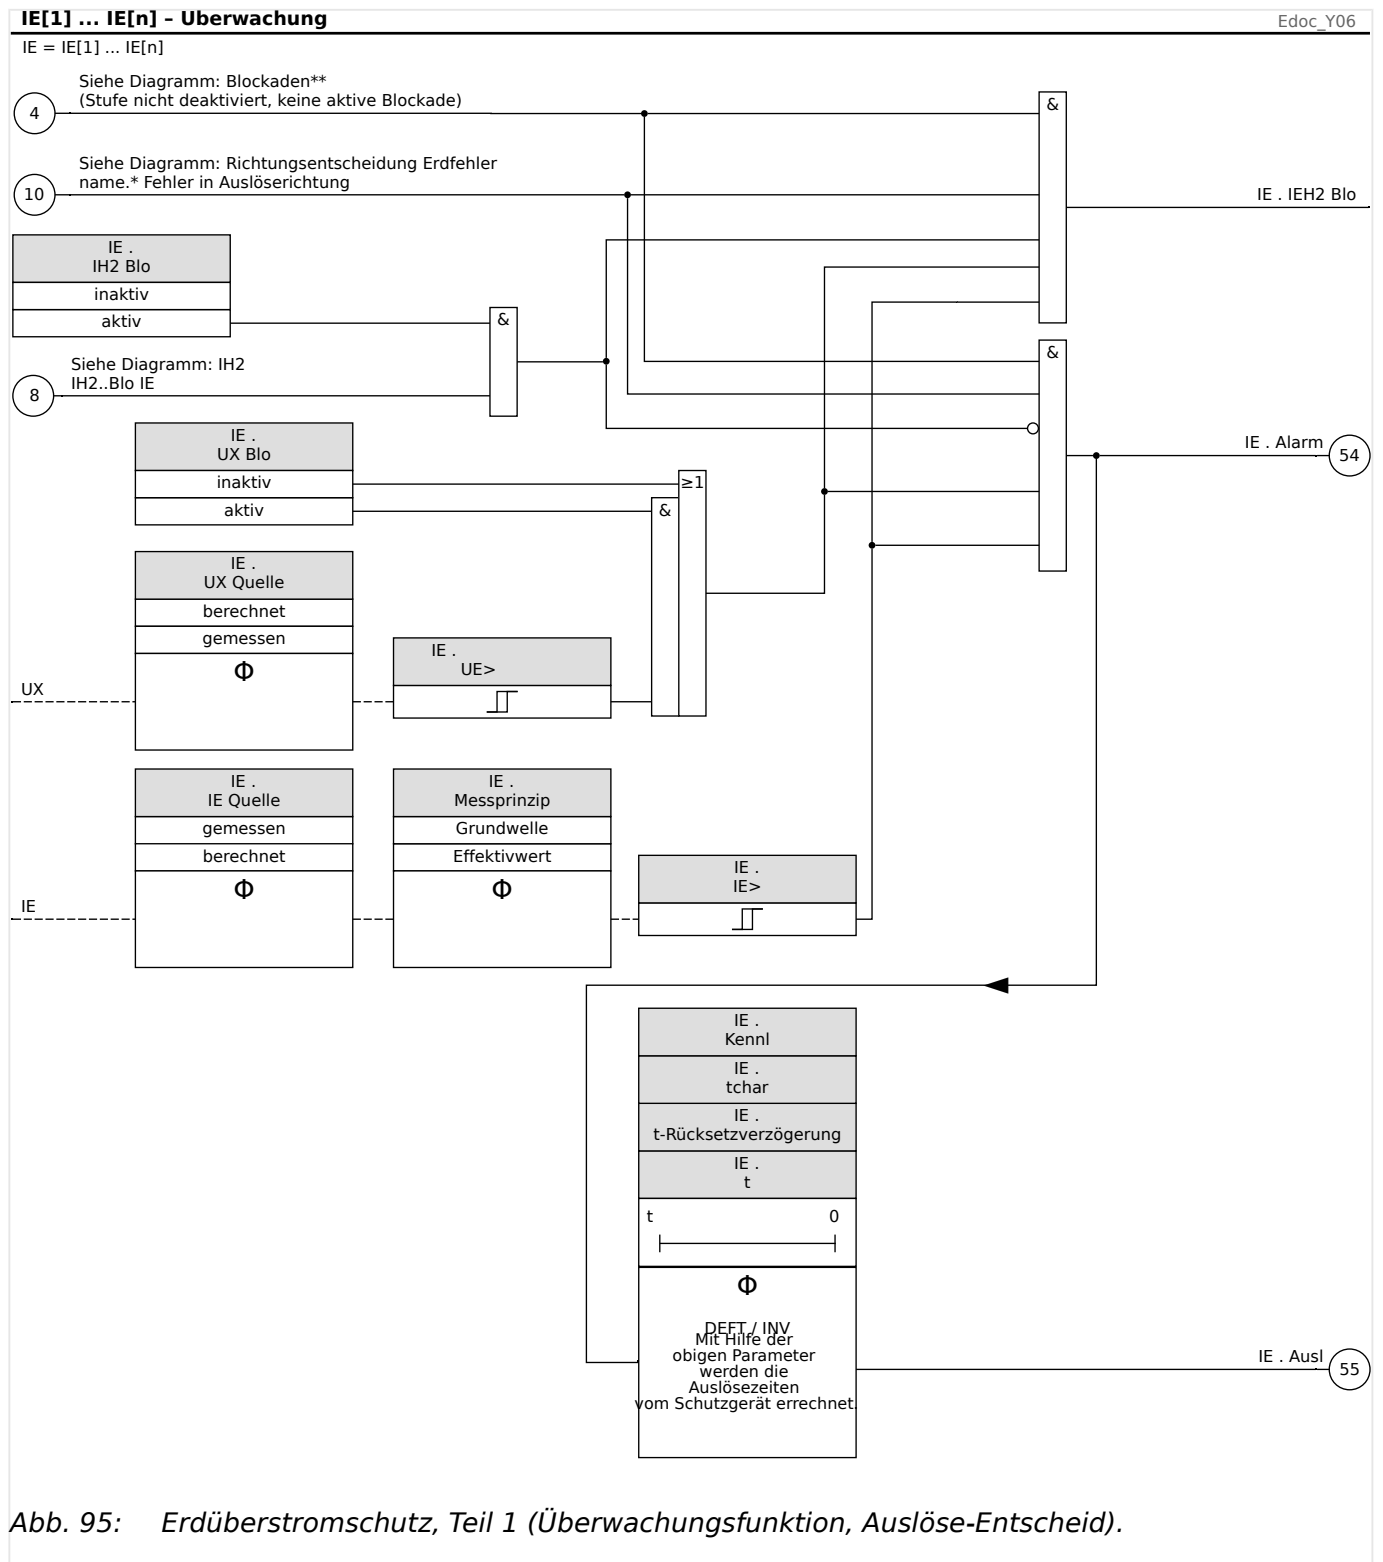 IE[1] ... IE[n] – Überwachung
Edoc_Y06
IE = IE[1] ... IE[n]
Siehe Diagramm: Blockaden**
(Stufe nicht deaktiviert, keine aktive Blockade)
4
&
Siehe Diagramm: Richtungsentscheidung Erdfehler
name.* Fehler in Auslöserichtung
10
IE . IEH2 Blo
IE .
IH2 Blo
inaktiv
aktiv
&
&
Siehe Diagramm: IH2
IH2..Blo IE
8
IE .
UX Blo
inaktiv
aktiv
≥1
&
IE . Alarm
54
IE .
UX Quelle
berechnet
gemessen
Φ
UX
IE .
UE>
IE .
IE Quelle
gemessen
berechnet
Φ
IE
IE .
Messprinzip
Grundwelle
Effektivwert
Φ
IE .
IE>
IE .
Kennl
IE .
tchar
IE .
t-Rücksetzverzögerung
IE .
t
t 0
Φ
DEFT / INV
Mit Hilfe der
obigen Parameter
werden die
Auslösezeiten
vom Schutzgerät errechnet.
IE . Ausl
55
Abb. 95: Erdüberstromschutz, Teil 1 (Überwachungsfunktion, Auslöse-Entscheid).